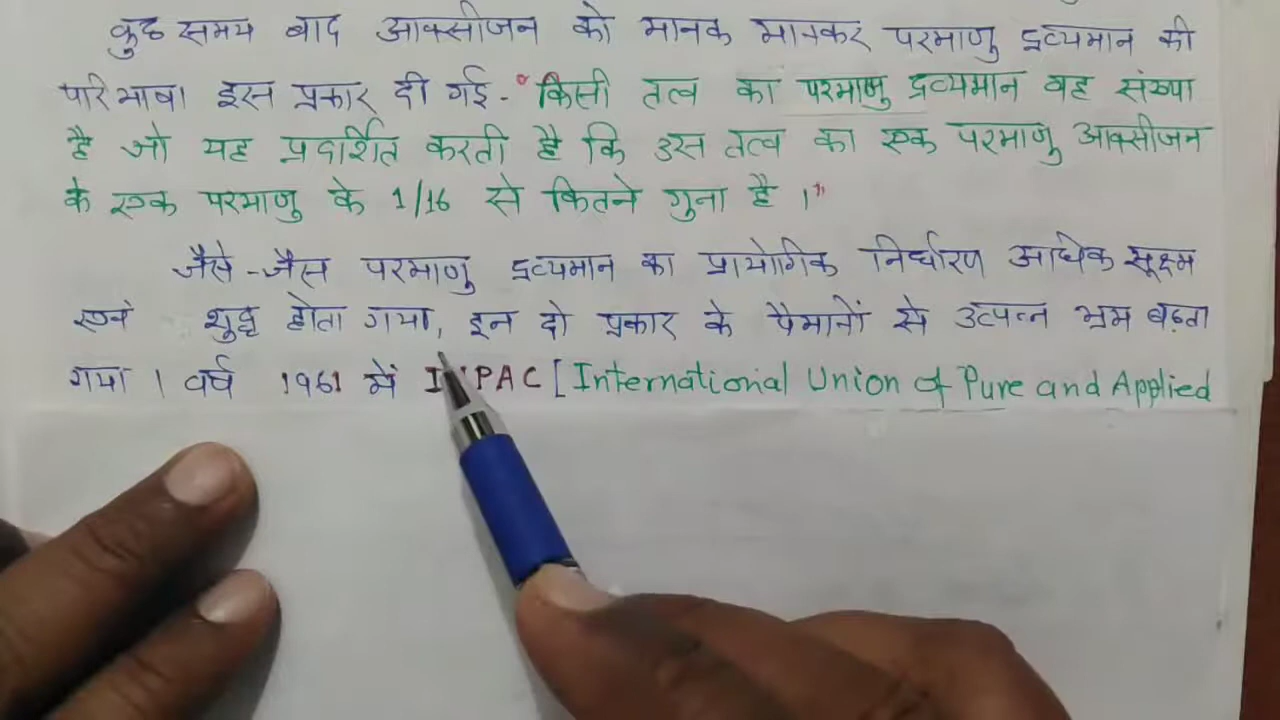 कुछ समय बाद आक्सीजन को मानक मानकर परमाणु द्रव्यमान की
परिभाषा इस प्रकार दी गई- "किसी तत्व का परमाणु द्रव्यमान वह संख्या
है जो यह प्रदर्शित करती है कि उस तत्व का एक परमाणु आक्सीजन
के एक परमाणु के 1/16 से कितने गुना है ।"
जैसे-जैसे परमाणु द्रव्यमान का प्रायोगिक निर्धारण अधिक सूक्ष्म
एवं शुद्ध होता गया, इन दो प्रकार के पैमानों से उत्पन्न भ्रम बढ़ता
गया । वर्ष 1961 में IUPAC [International Union of Pure and Applied